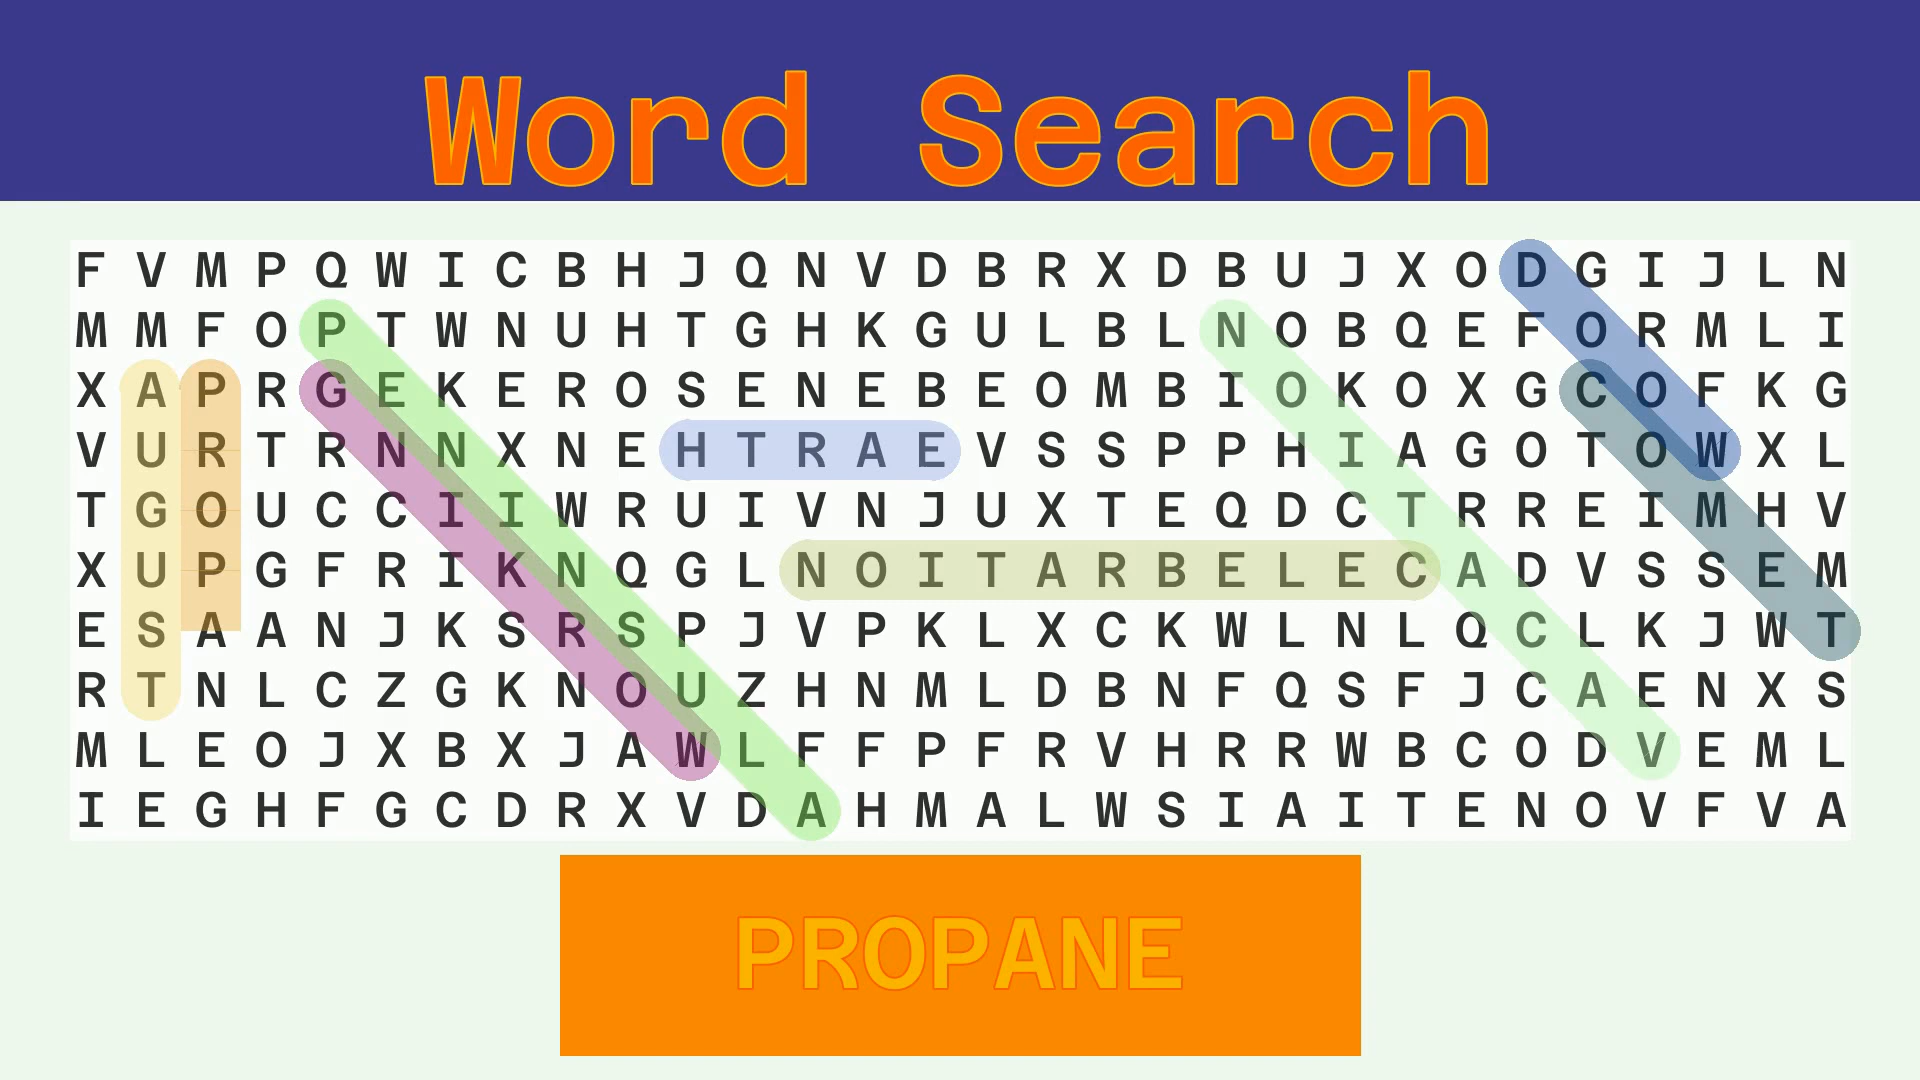 Word Search
F V M P Q W I C B H J Q N V D B R X D B U J X O D G I J L N
M M F O P T W N U H T G H K G U L B L N O B Q E F O R M L I
X A P R G E K E R O S E N E B E O M B I O K O X G C O F K G
V U R T R N N X N E H T R A E V S S P P H I A G O T O W X L
T G O U C C I I W R U I V N J U X T E Q D C T R R E I M H V
X U P G F R I K N Q G L N O I T A R B E L E C A D V S S E M
E S A A N J K S R S P J V P K L X C K W L N L Q C L K J W T
R T N L C Z G K N O U Z H N M L D B N F Q S F J C A E N X S
M L E O J X B X J A W L F F P F R V H R R W B C O D V E M L
I E G H F G C D R X V D A H M A L W S I A I T E N O V F V A
PROPANE